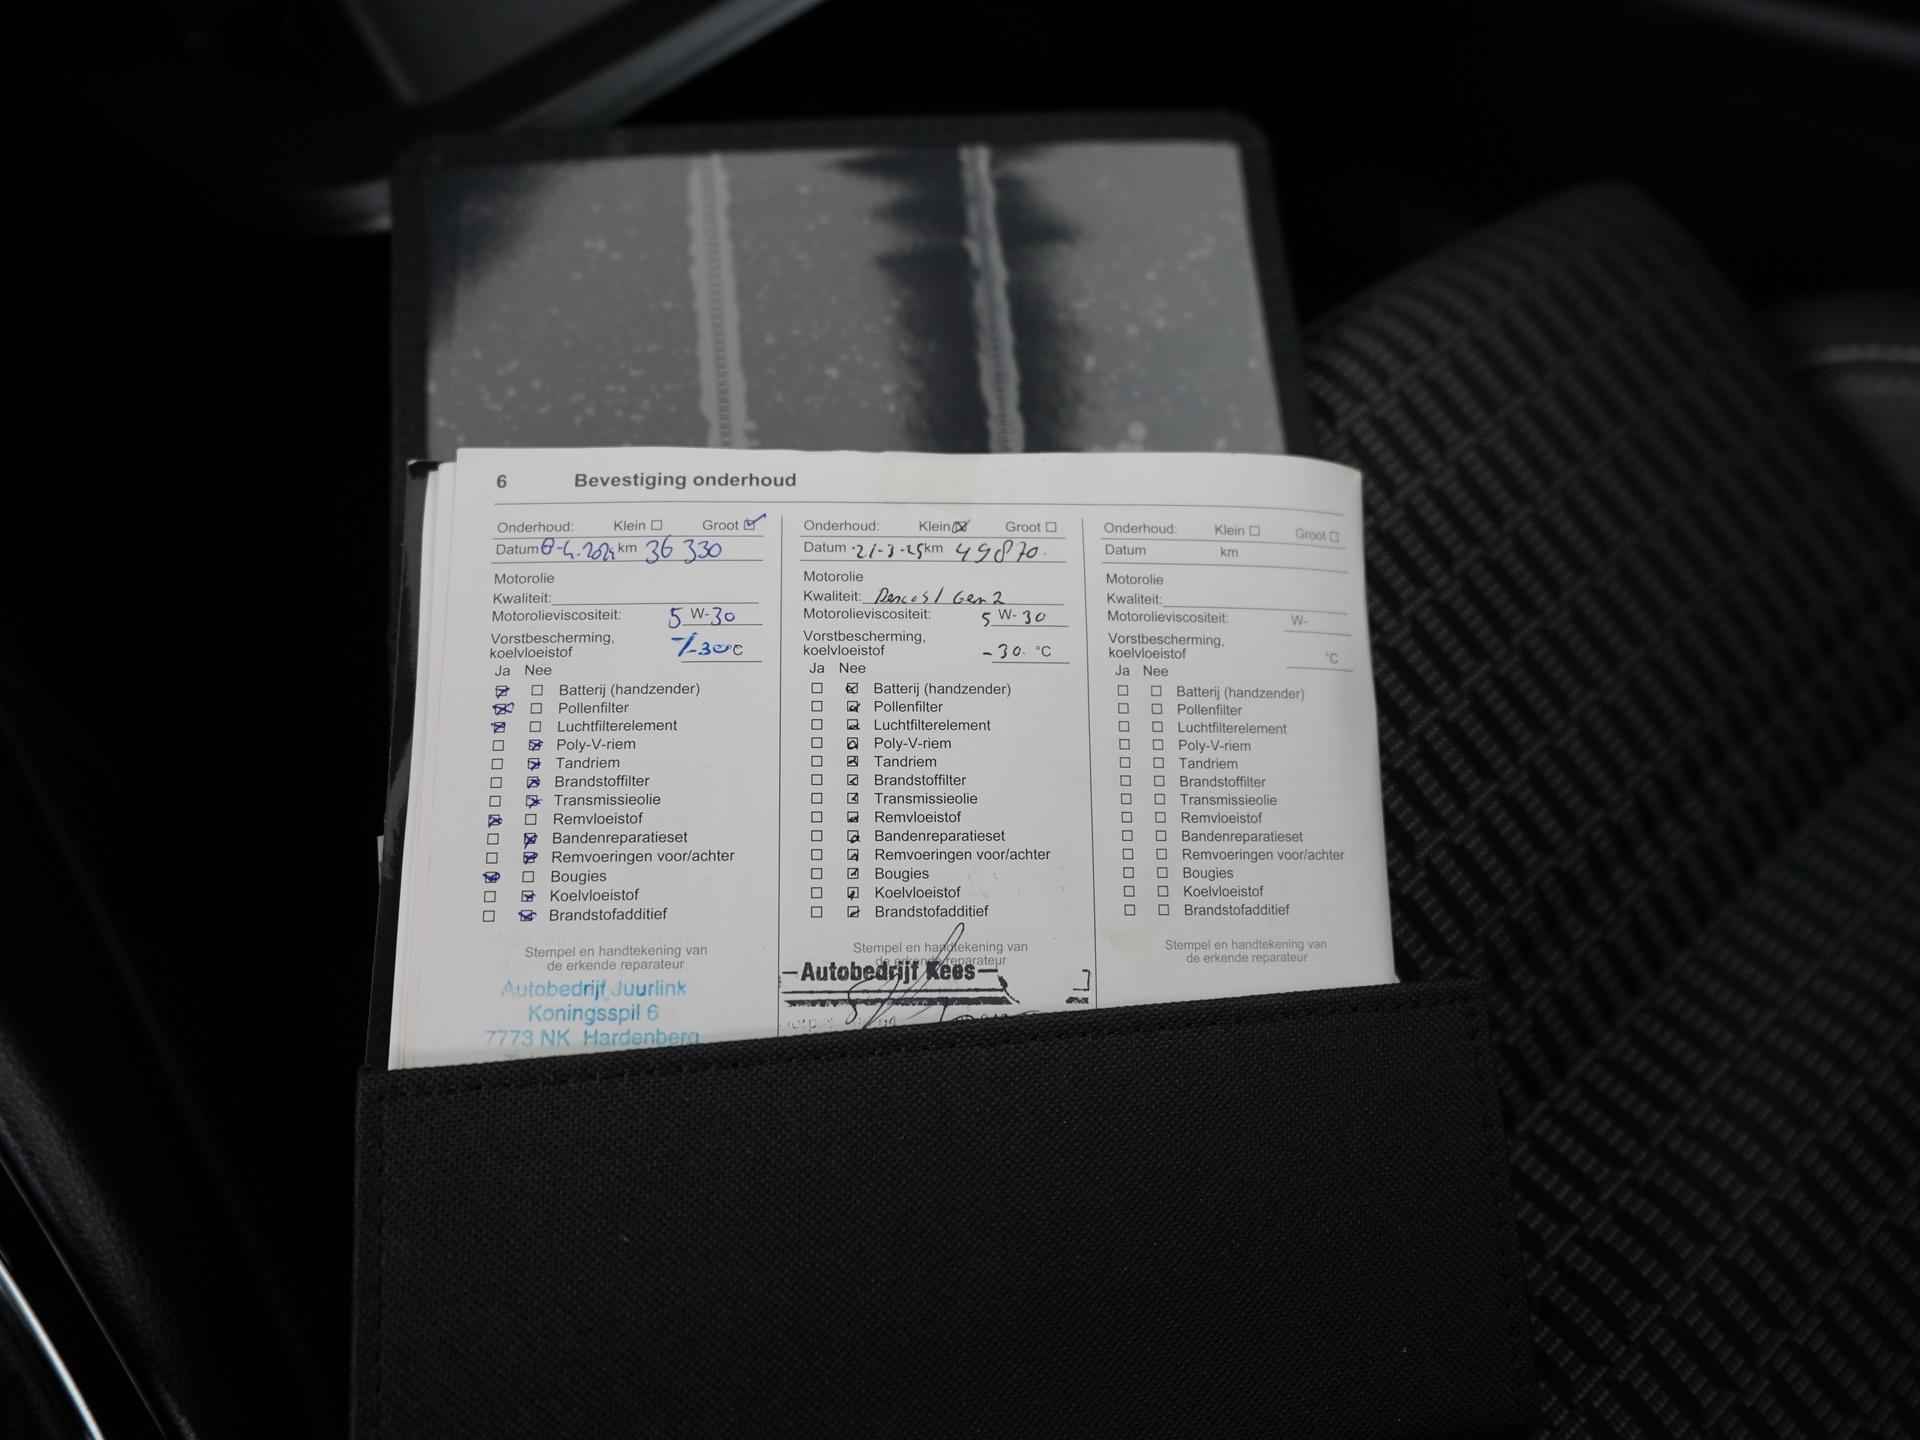 6 Bevestiging onderhoud
Onderhoud: Klein Groot
Datum km 36 330
Motorolie
Kwaliteit:
Motorolieviscositeit: 5 W-30
Vorstbescherming,
koelvloeistof -30°C
Ja Nee
Batterij (handzender)
Pollenfilter
Luchtfilterelement
Poly-V-riem
Tandriem
Brandstoffilter
Transmissieolie
Remvloeistof
Bandenreparatieset
Remvoeringen voor/achter
Bougies
Koelvloeistof
Brandstofadditief
Stempel en handtekening van
de erkende reparateur
Autobedrijf Juurlink
Koningsspil 6
7773 NK Hardenberg
Onderhoud: Klein Groot
Datum 21-3-25 km 49870
Motorolie
Kwaliteit: Dexos 1 Gen 2
Motorolieviscositeit: 5 W-30
Vorstbescherming,
koelvloeistof -30. °C
Ja Nee
Batterij (handzender)
Pollenfilter
Luchtfilterelement
Poly-V-riem
Tandriem
Brandstoffilter
Transmissieolie
Remvloeistof
Bandenreparatieset
Remvoeringen voor/achter
Bougies
Koelvloeistof
Brandstofadditief
Stempel en handtekening van
de erkende reparateur
Autobedrijf Kees
Onderhoud: Klein Groot
Datum km
Motorolie
Kwaliteit:
Motorolieviscositeit: W-
Vorstbescherming,
koelvloeistof °C
Ja Nee
Batterij (handzender)
Pollenfilter
Luchtfilterelement
Poly-V-riem
Tandriem
Brandstoffilter
Transmissieolie
Remvloeistof
Bandenreparatieset
Remvoeringen voor/achter
Bougies
Koelvloeistof
Brandstofadditief
Stempel en handtekening van
de erkende reparateur